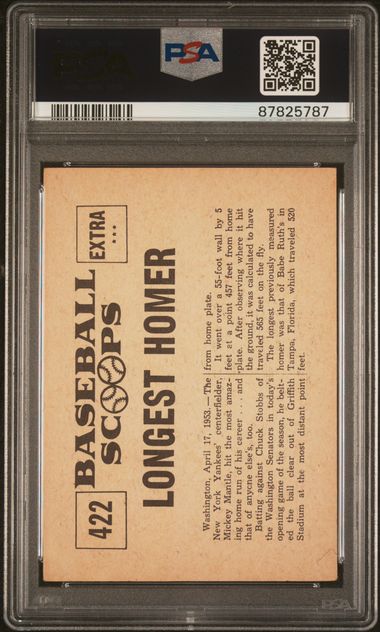 PSA
87825787
422
BASEBALL
SCOOPS
EXTRA
***
LONGEST HOMER
Washington, April 17, 1953.—The
New York Yankees' centerfielder,
Mickey Mantle, hit the most amaz-
ing home run of his career . . . and
that of anyone else's, too.
Batting against Chuck Stobbs of
the Washington Senators in today's
opening game of the season, he belt-
ed the ball clear out of Griffith
Stadium at the most distant point
from home plate.
It went over a 55-foot wall by 5
feet at a point 457 feet from home
plate. After observing where it hit
the ground, it was calculated to have
traveled 565 feet on the fly.
The longest previously measured
homer was that of Babe Ruth's in
Tampa, Florida, which traveled 520
feet.
PSA